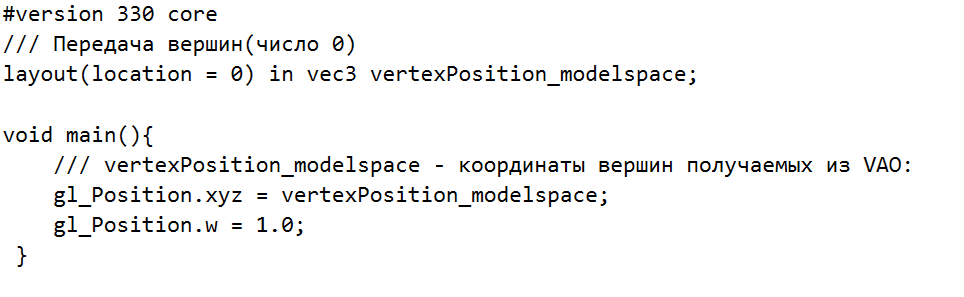 #version 330 core
/// Передача вершин(число 0)
layout(location = 0) in vec3 vertexPosition_modelspace;
void main(){
/// vertexPosition_modelspace - координаты вершин получаемых из VAO:
gl_Position.xyz = vertexPosition_modelspace;
gl_Position.w = 1.0;
}